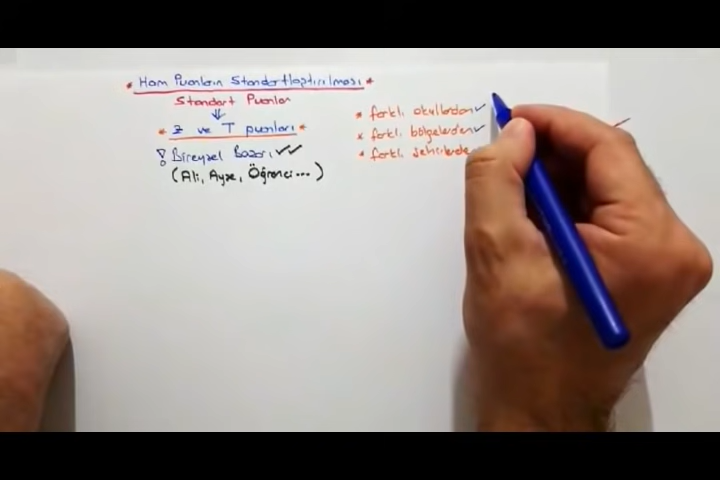 * Ham Puanların Standartlaştırılması *
Standart Puanlar
⇓
* Z ve T puanları *
! Bireysel Başarı ✓✓
(Ali, Ayşe, Öğrenci...)
* farklı okullardan ✓
* farklı bölgelerden ✓
* farklı şehirlerde